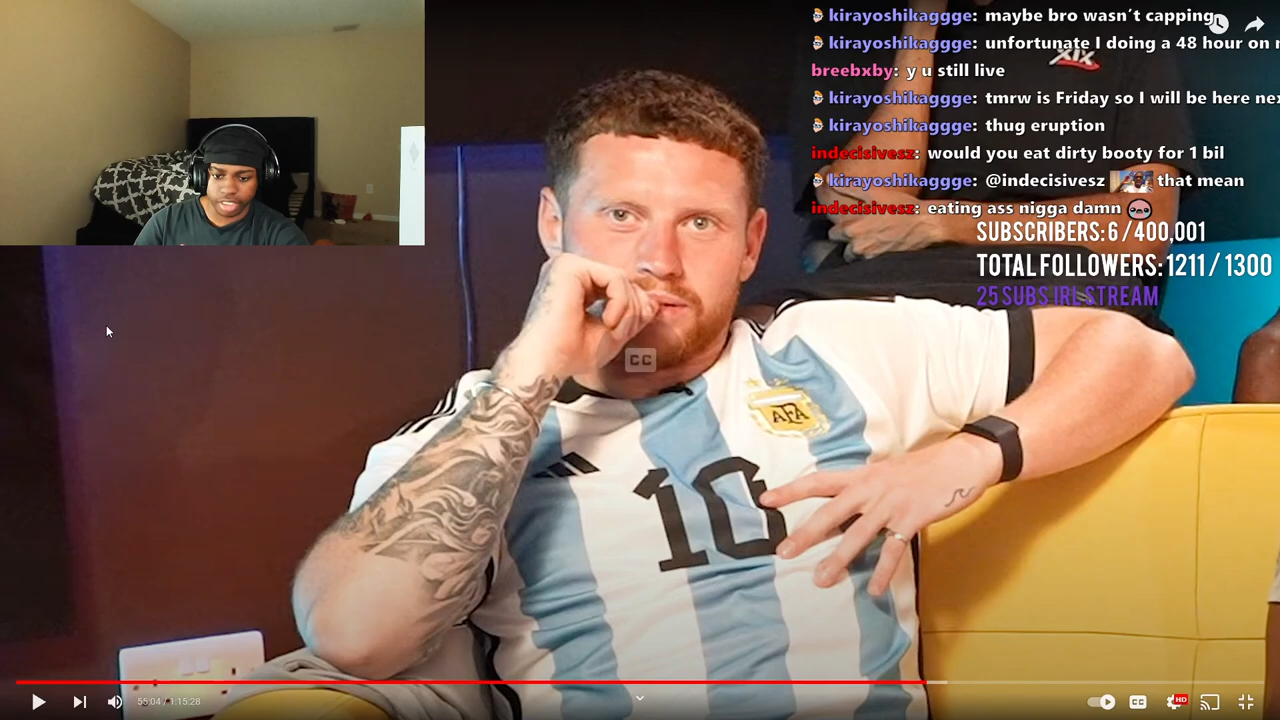 kirayoshikaggge: maybe bro wasn´t capping
kirayoshikaggge: unfortunate I doing a 48 hour on
breebxby: y u still live
kirayoshikaggge: tmrw is Friday so I will be here
kirayoshikaggge: thug eruption
indecisivesz: would you eat dirty booty for 1 bil
kirayoshikaggge: @indecisivesz that mean
indecisivesz: eating ass nigga damn
SUBSCRIBERS: 6 / 400,001
TOTAL FOLLOWERS: 1211 / 1300
25 SUBS IRL STREAM
XIX
CC
AFA
10
55:04 / 1:15:28
CC
HD